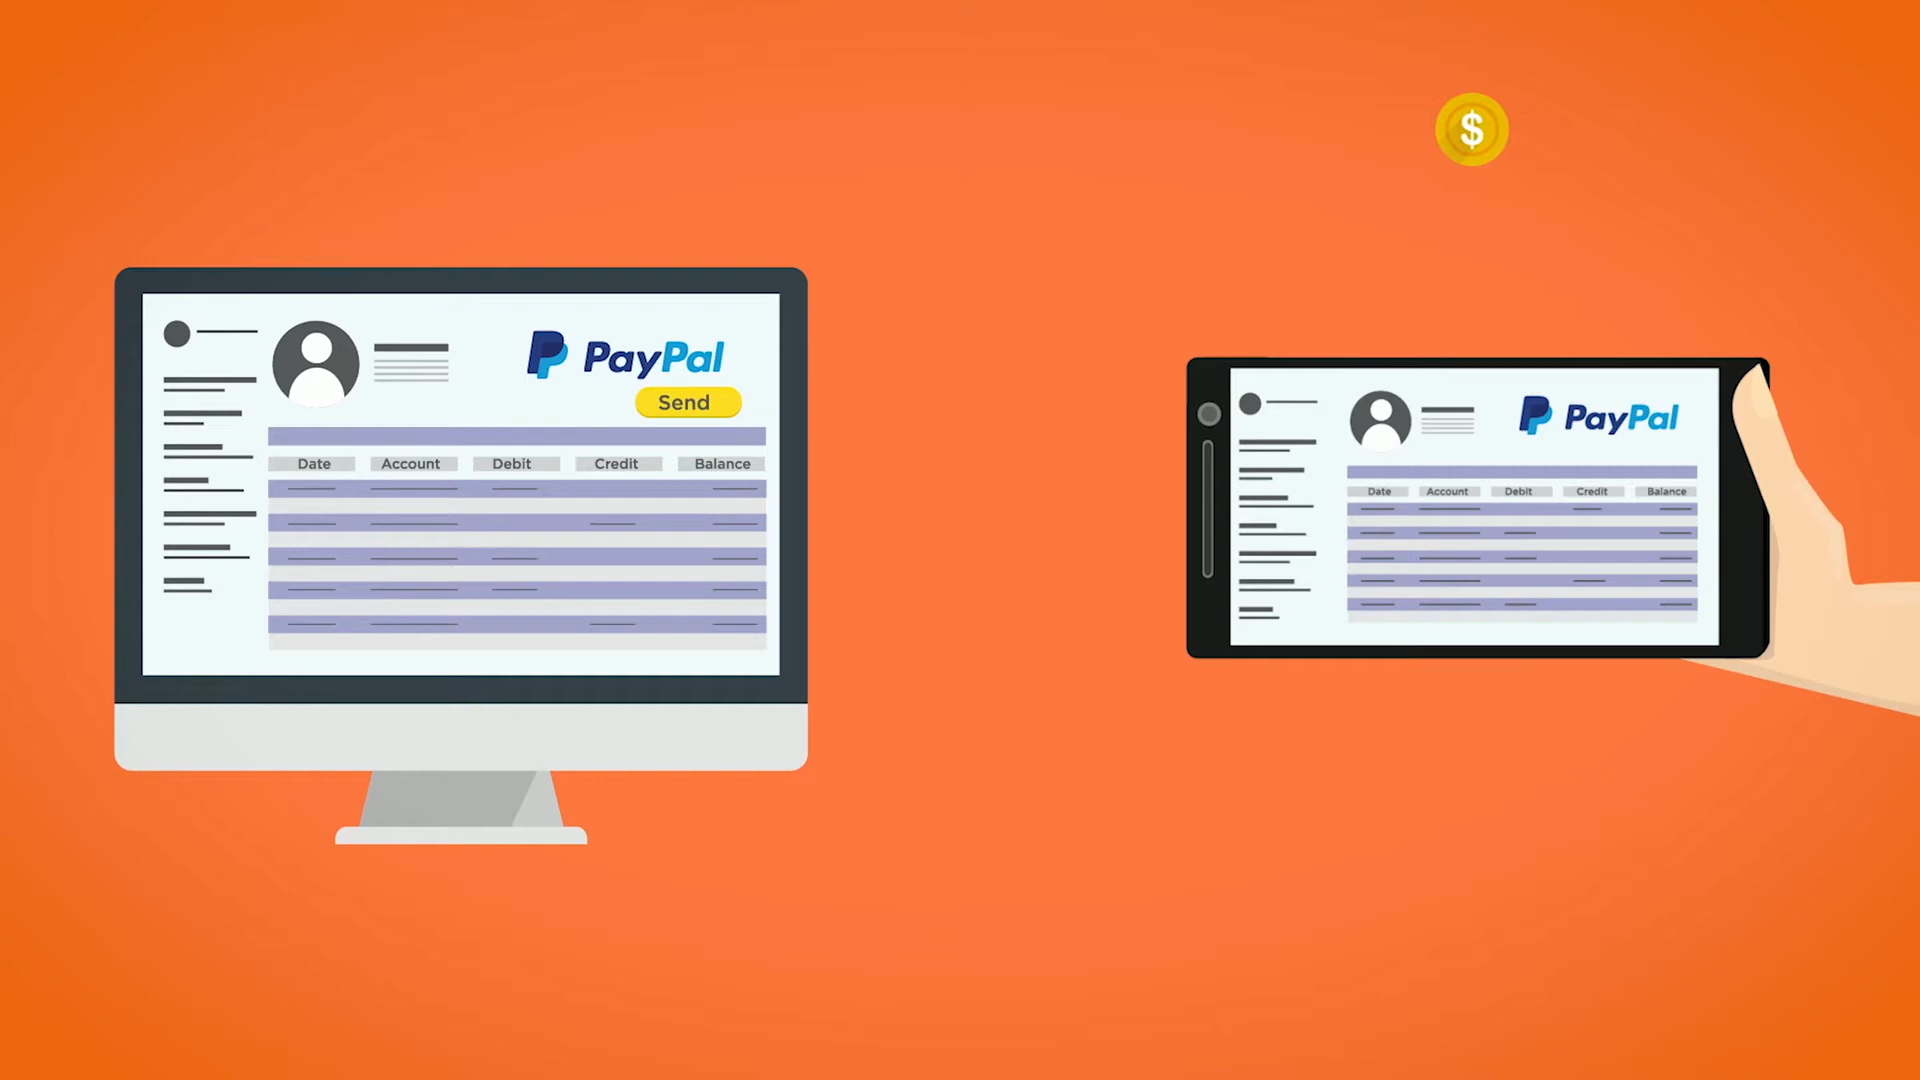 PayPal
Send
Date Account Debit Credit Balance
$
PayPal
Date Account Debit Credit Balance